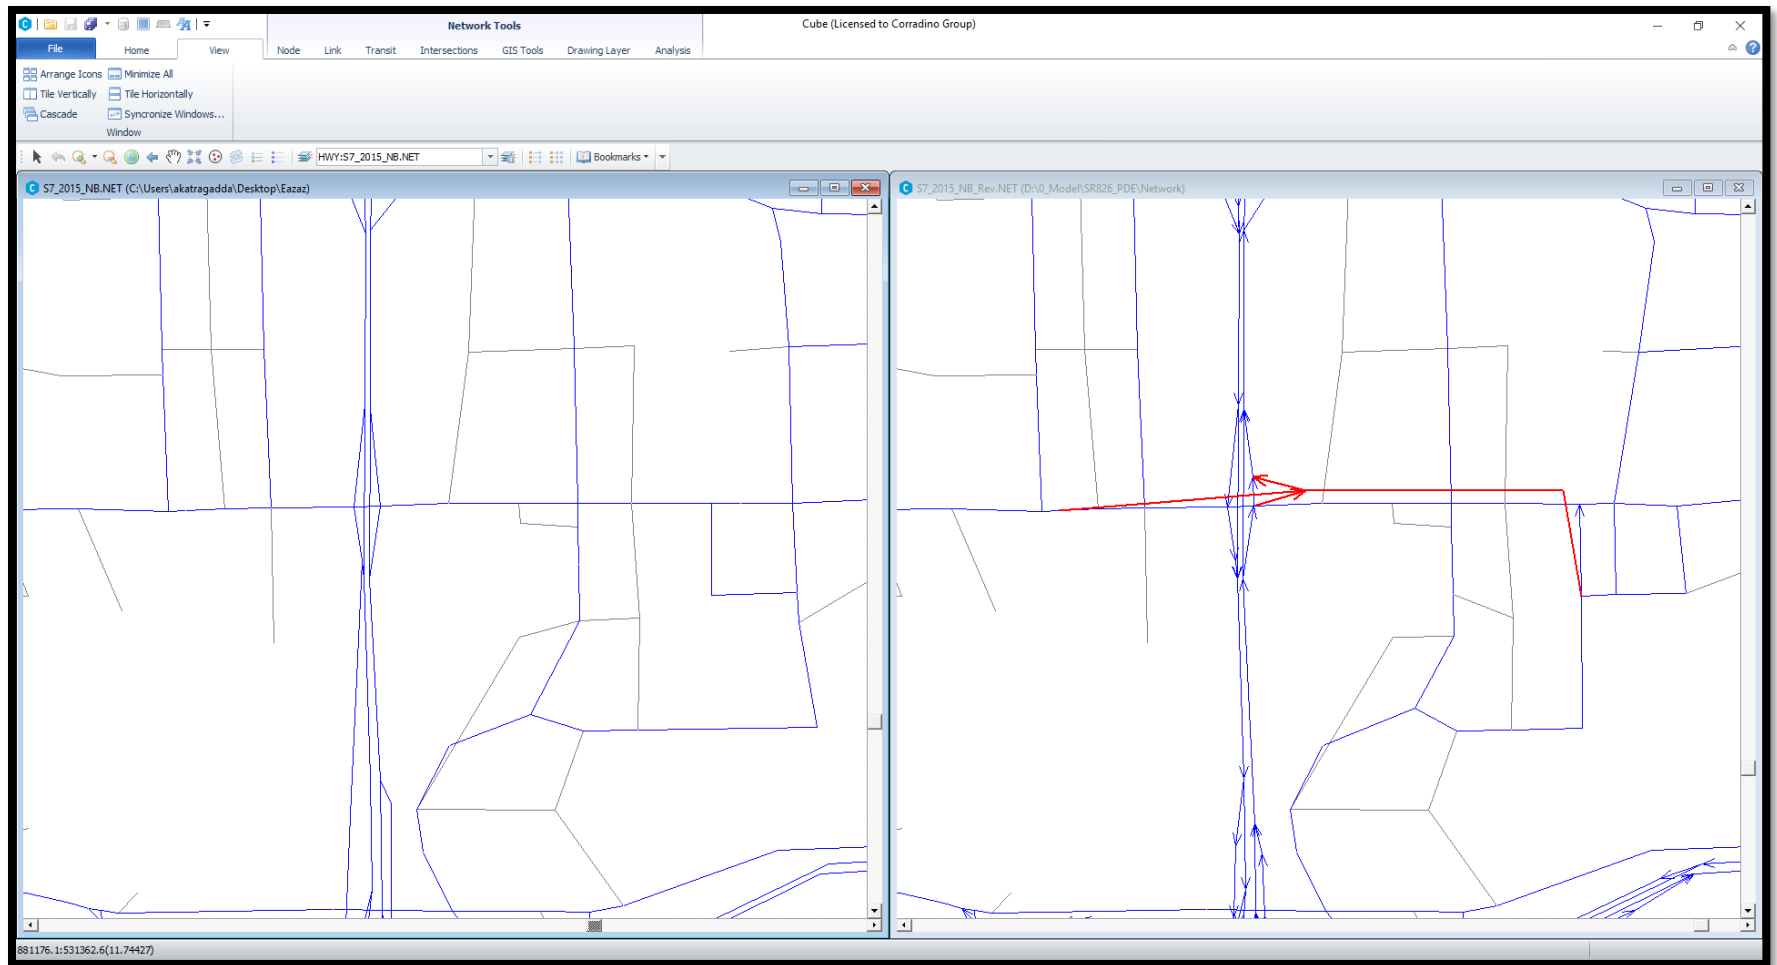 Network Tools
Cube (Licensed to Corradino Group)
File Home View Node Link Transit Intersections GIS Tools Drawing Layer Analysis
Arrange Icons Minimize All
Tile Vertically Tile Horizontally
Cascade Syncronize Windows...
Window
HWY:S7_2015_NB.NET Bookmarks
S7_2015_NB.NET (C:\Users\akatragadda\Desktop\Eazaz)
S7_2015_NB_Rev.NET (D:\0_Model\SR826_PDE\Network)
881176.1:531362.6(11.74427)